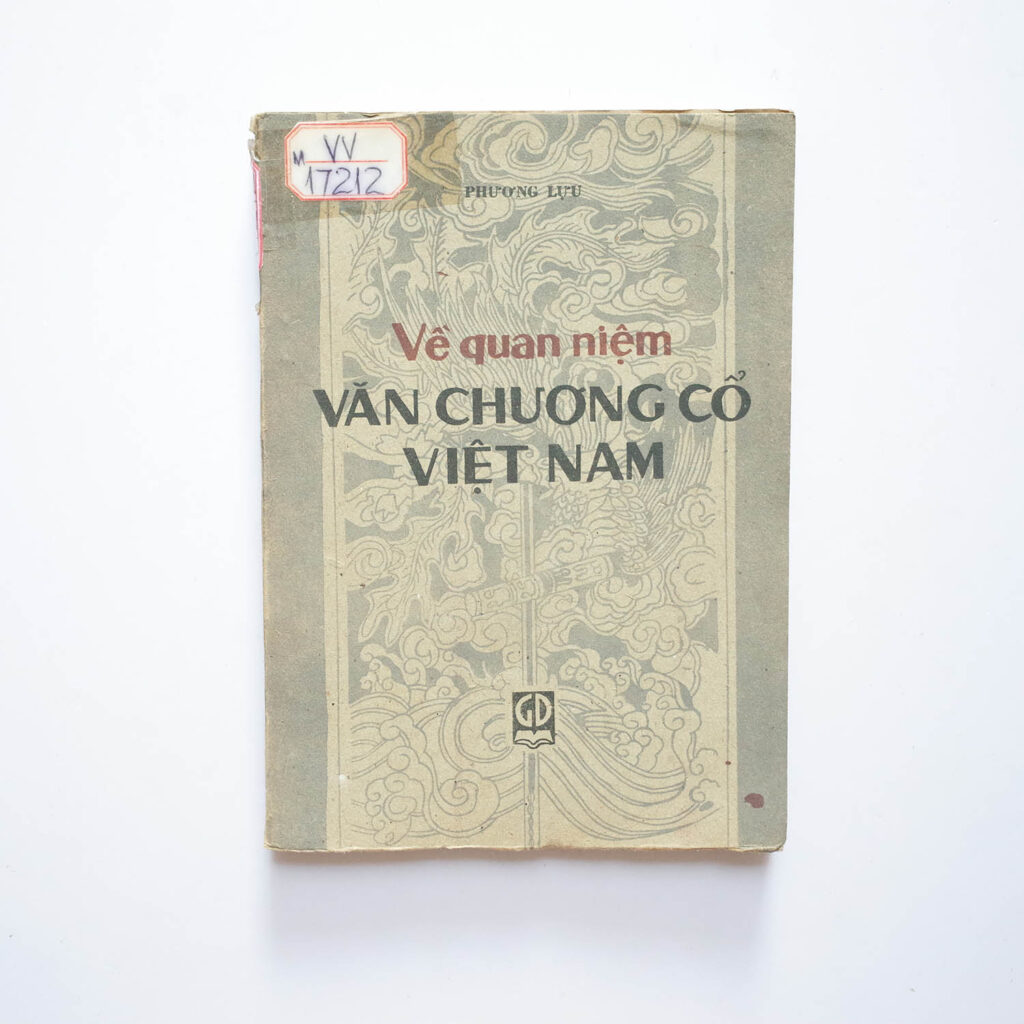 VV
M 17212
PHƯƠNG LỰU
Về quan niệm
VĂN CHƯƠNG CỔ
VIỆT NAM
GD